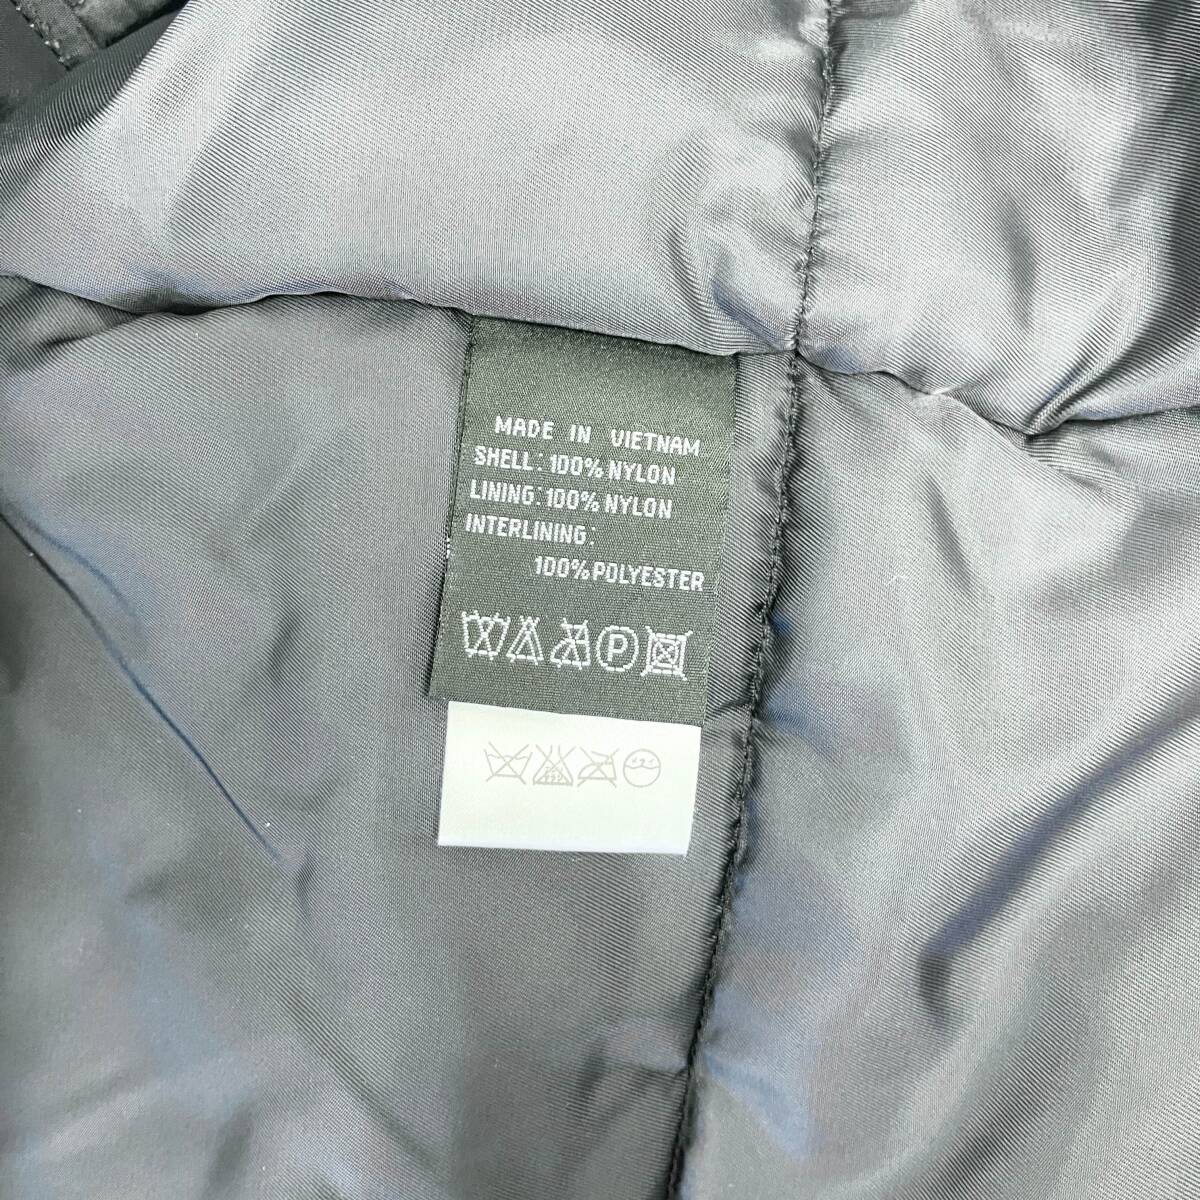 MADE IN VIETNAM
SHELL: 100% NYLON
LINING: 100% NYLON
INTERLINING:
100% POLYESTER
P